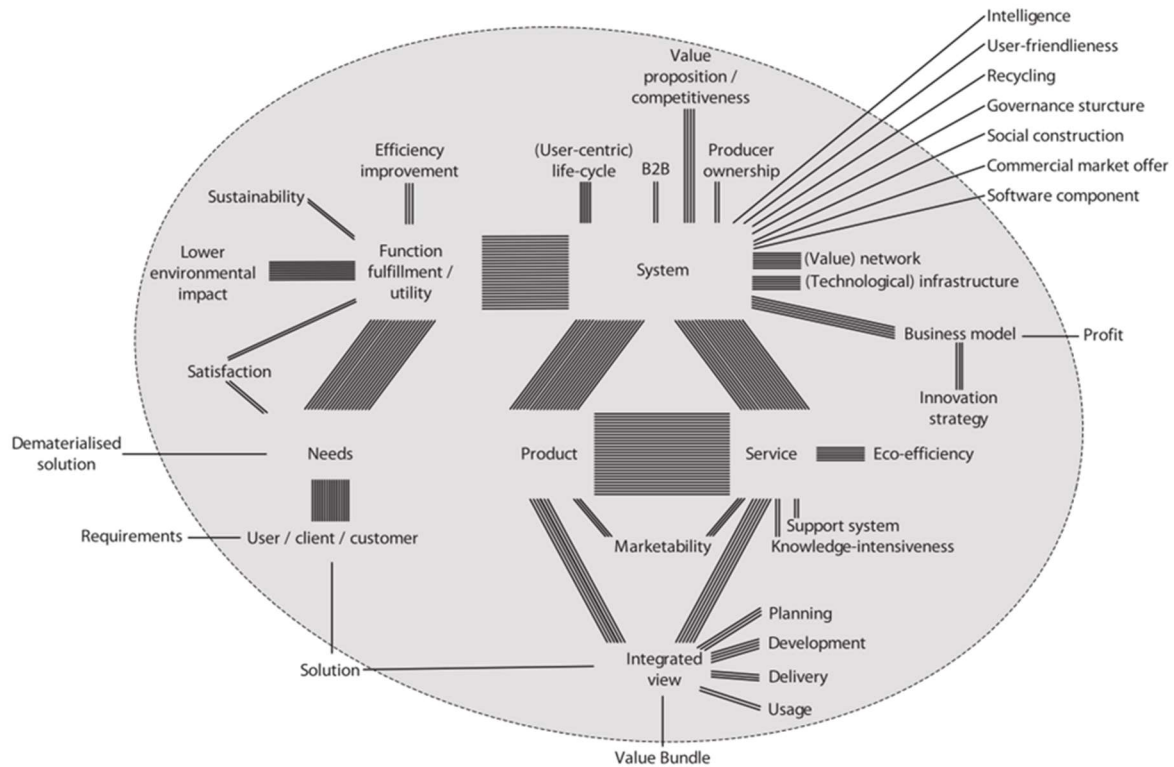 Intelligence
User-friendlieness
Recycling
Governance sturcture
Social construction
Commercial market offer
Software component
Value
proposition /
competitiveness
Efficiency
improvement
(User-centric)
life-cycle
B2B
Producer
ownership
Sustainability
Lower
environmental
impact
Function
fulfillment /
utility
System
(Value) network
(Technological) infrastructure
Business model
Profit
Satisfaction
Innovation
strategy
Dematerialised
solution
Needs
Product
Service
Eco-efficiency
Requirements
User / client / customer
Marketability
Support system
Knowledge-intensiveness
Planning
Development
Solution
Integrated
view
Delivery
Usage
Value Bundle